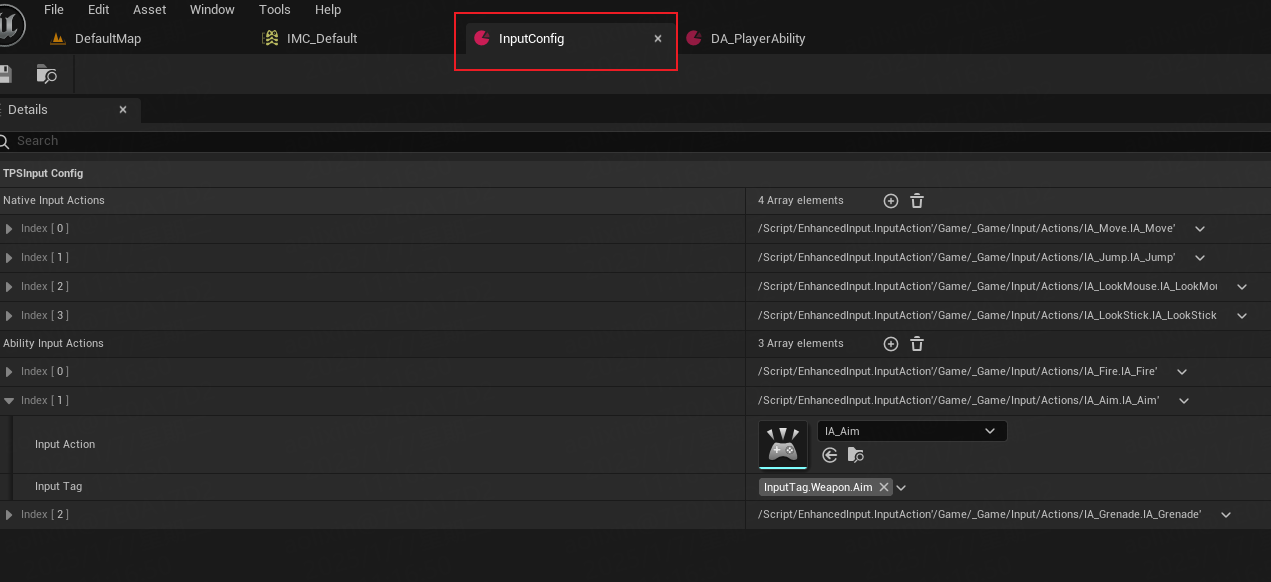 File Edit Asset Window Tools Help
DefaultMap IMC_Default InputConfig × DA_PlayerAbility
Details ×
Search
TPSInput Config
Native Input Actions 4 Array elements
Index [ 0 ] /Script/EnhancedInput.InputAction'/Game/_Game/Input/Actions/IA_Move.IA_Move'
Index [ 1 ] /Script/EnhancedInput.InputAction'/Game/_Game/Input/Actions/IA_Jump.IA_Jump'
Index [ 2 ] /Script/EnhancedInput.InputAction'/Game/_Game/Input/Actions/IA_LookMouse.IA_LookMou
Index [ 3 ] /Script/EnhancedInput.InputAction'/Game/_Game/Input/Actions/IA_LookStick.IA_LookStick
Ability Input Actions 3 Array elements
Index [ 0 ] /Script/EnhancedInput.InputAction'/Game/_Game/Input/Actions/IA_Fire.IA_Fire'
Index [ 1 ] /Script/EnhancedInput.InputAction'/Game/_Game/Input/Actions/IA_Aim.IA_Aim'
Input Action IA_Aim
Input Tag InputTag.Weapon.Aim ×
Index [ 2 ] /Script/EnhancedInput.InputAction'/Game/_Game/Input/Actions/IA_Grenade.IA_Grenade'